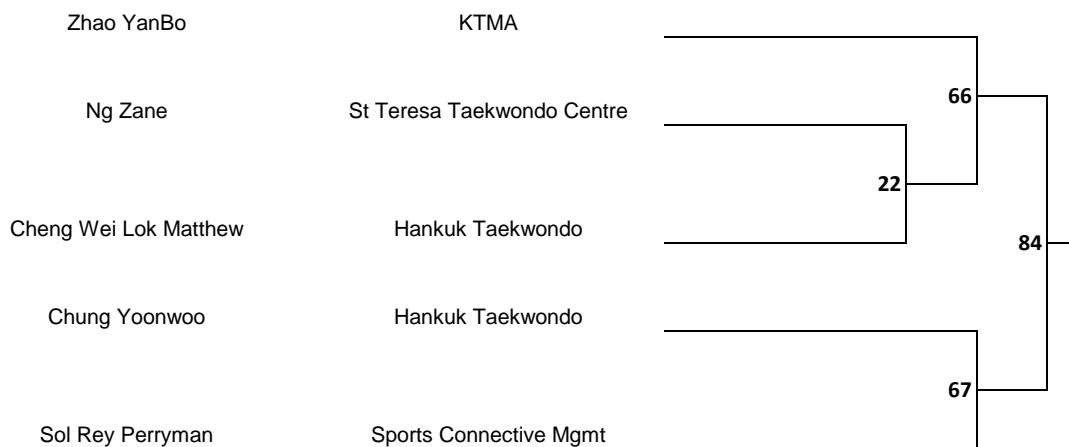 Zhao YanBo KTMA
66
Ng Zane St Teresa Taekwondo Centre
22
Cheng Wei Lok Matthew Hankuk Taekwondo
84
Chung Yoonwoo Hankuk Taekwondo
67
Sol Rey Perryman Sports Connective Mgmt